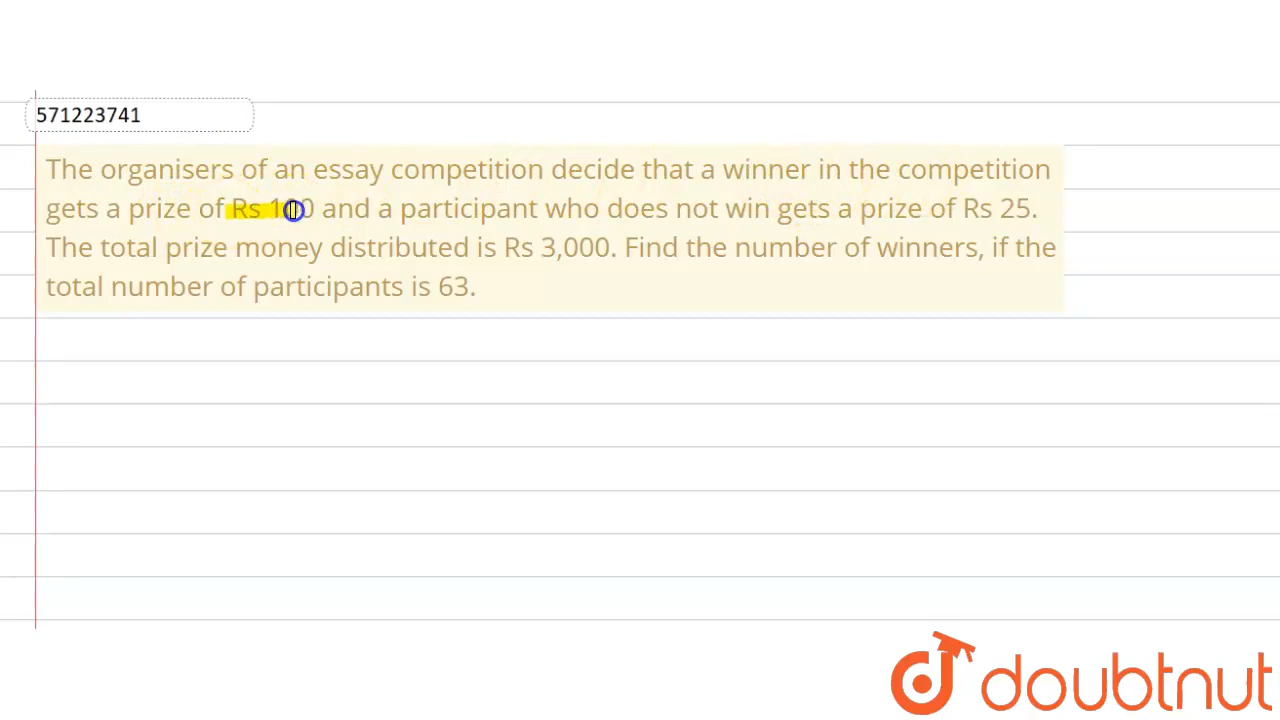 571223741
The organisers of an essay competition decide that a winner in the competition
gets a prize of Rs 100 and a participant who does not win gets a prize of Rs 25.
The total prize money distributed is Rs 3,000. Find the number of winners, if the
total number of participants is 63.
doubtnut